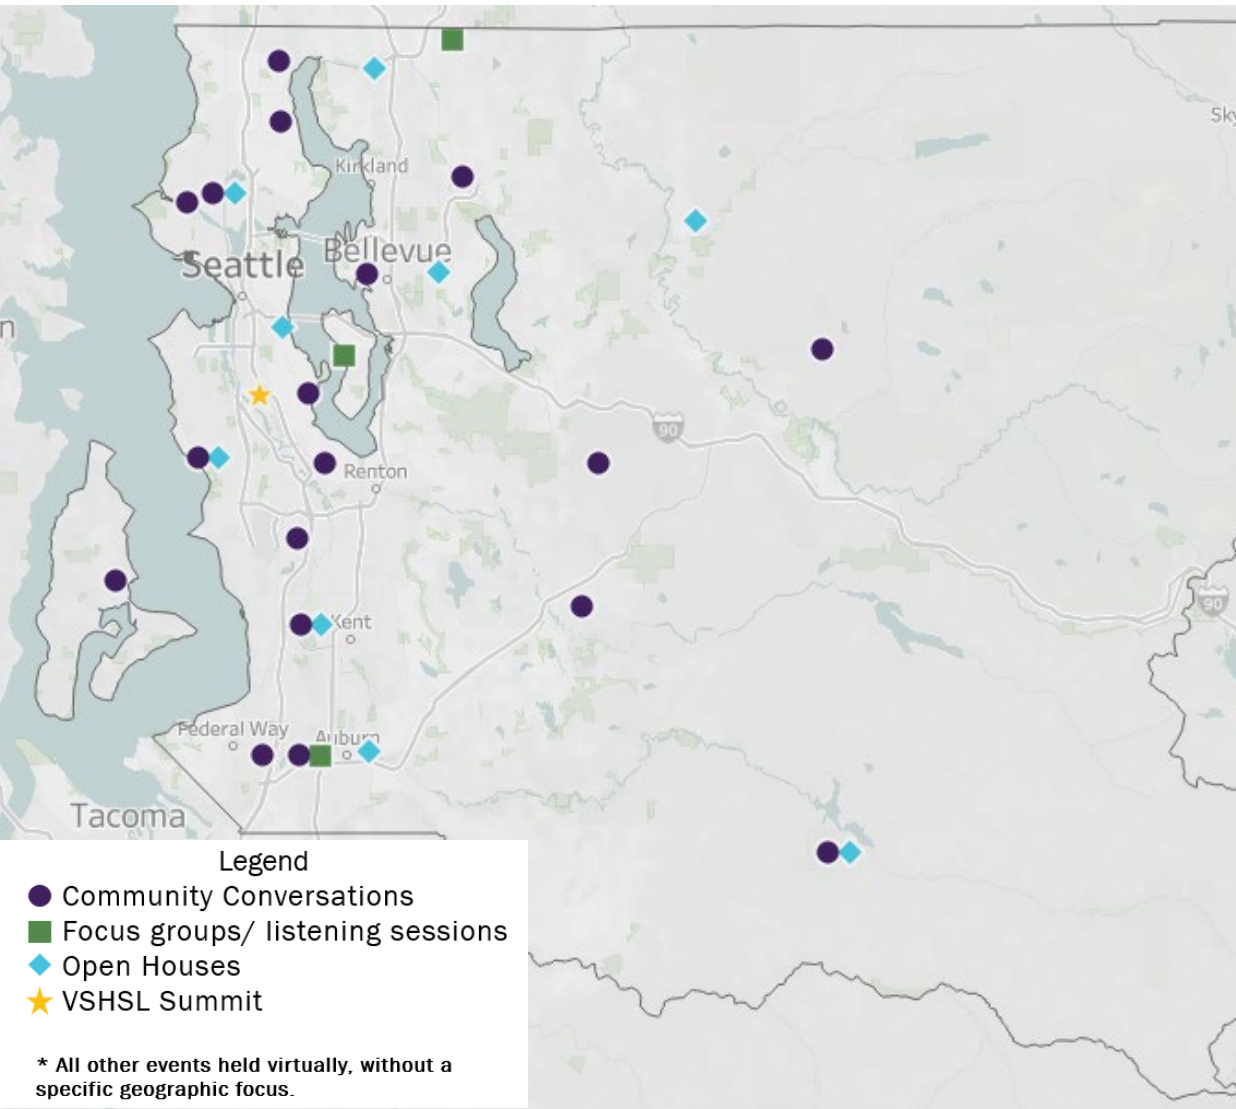 Sky
Kirkland
Bellevue
Seattle
n
90
Renton
90
Kent
Federal Way
Auburn
Tacoma
Legend
Community Conversations
Focus groups/ listening sessions
Open Houses
VSHSL Summit
* All other events held virtually, without a
specific geographic focus.